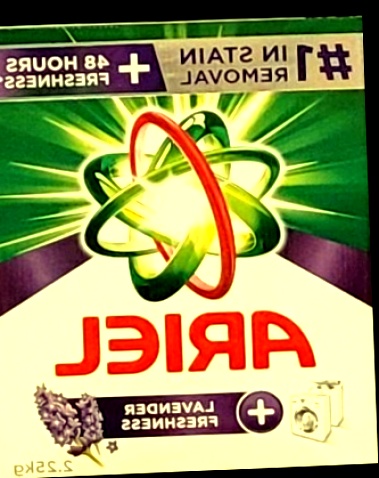 #1 IN STAIN REMOVAL
+ 48 HOURS FRESHNESS*
ARIEL
+ LAVENDER FRESHNESS
2.25kg